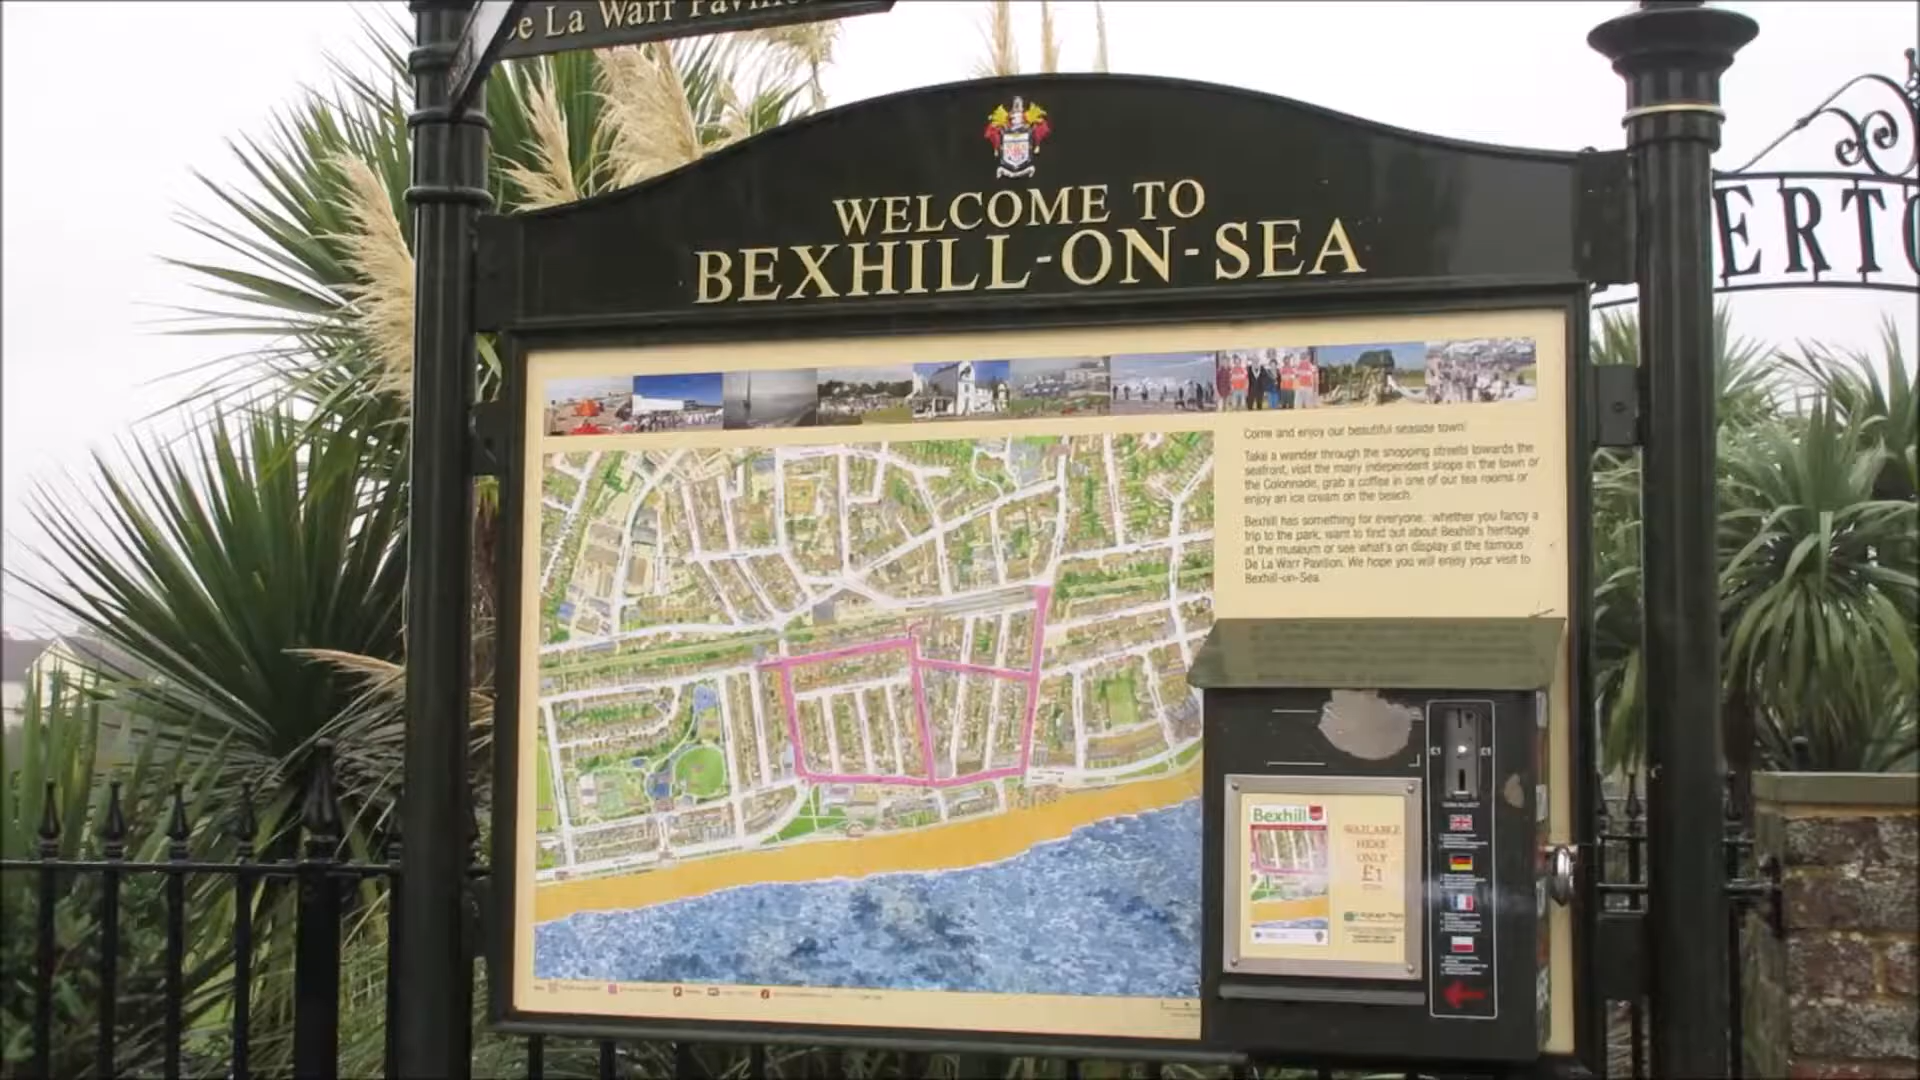 De La Warr Pavilion
WELCOME TO
BEXHILL-ON-SEA
ERTO
Come and enjoy our beautiful seaside town!
Take a wander through the shopping streets towards the
seafront, visit the many independent shops in the town or
the Colonnade, grab a coffee in one of our tea rooms or
enjoy an ice cream on the beach.
Bexhill has something for everyone, whether you fancy a
trip to the park, want to find out about Bexhill's heritage
at the museum or see what's on display at the famous
De La Warr Pavilion. We hope you will enjoy your visit to
Bexhill-on-Sea
£1 £1
Bexhill
AVAILABLE
HERE
ONLY
£1